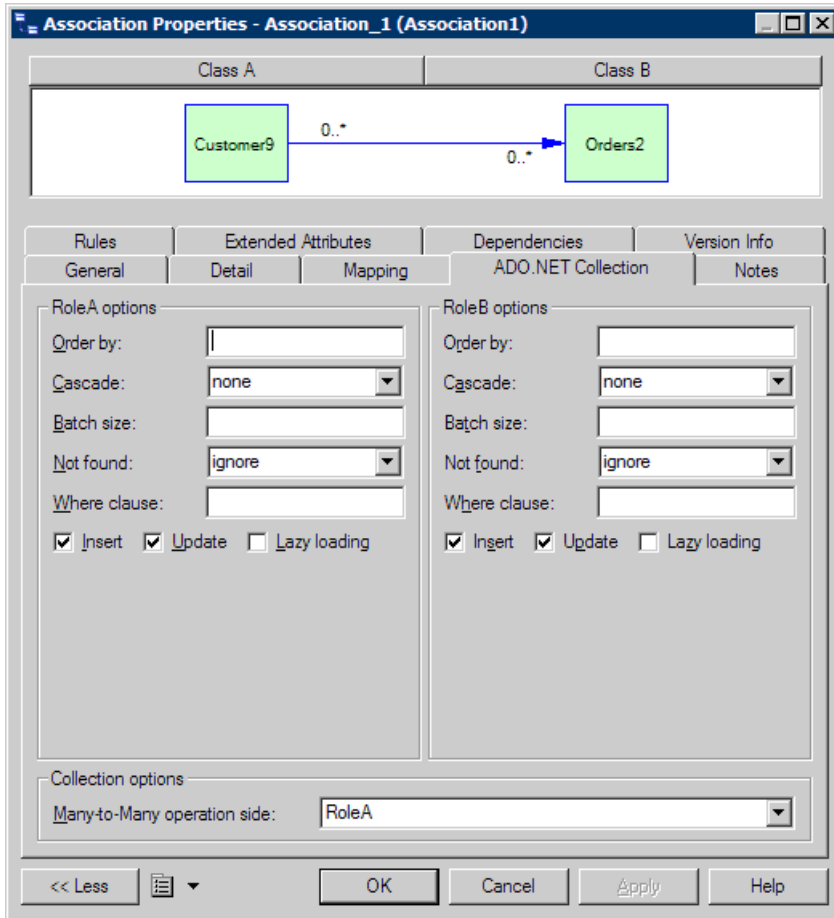 Association Properties - Association_1 (Association1)
Class A Class B
Customer9 0..* 0..* Orders2
Rules Extended Attributes Dependencies Version Info
General Detail Mapping ADO.NET Collection Notes
RoleA options
Order by:
Cascade: none
Batch size:
Not found: ignore
Where clause:
Insert Update Lazy loading
RoleB options
Order by:
Cascade: none
Batch size:
Not found: ignore
Where clause:
Insert Update Lazy loading
Collection options
Many-to-Many operation side: RoleA
<< Less OK Cancel Apply Help